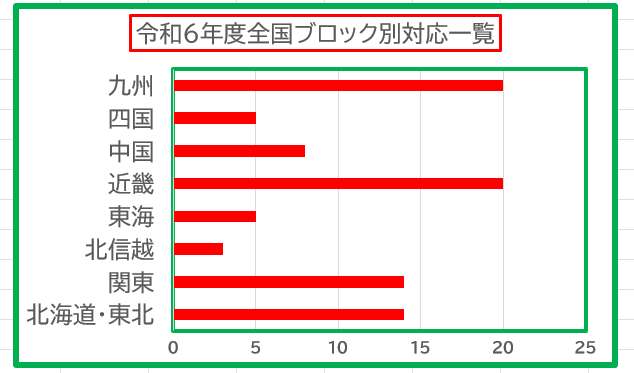 令和6年度全国ブロック別対応一覧
九州
四国
中国
近畿
東海
北信越
関東
北海道・東北
0 5 10 15 20 25